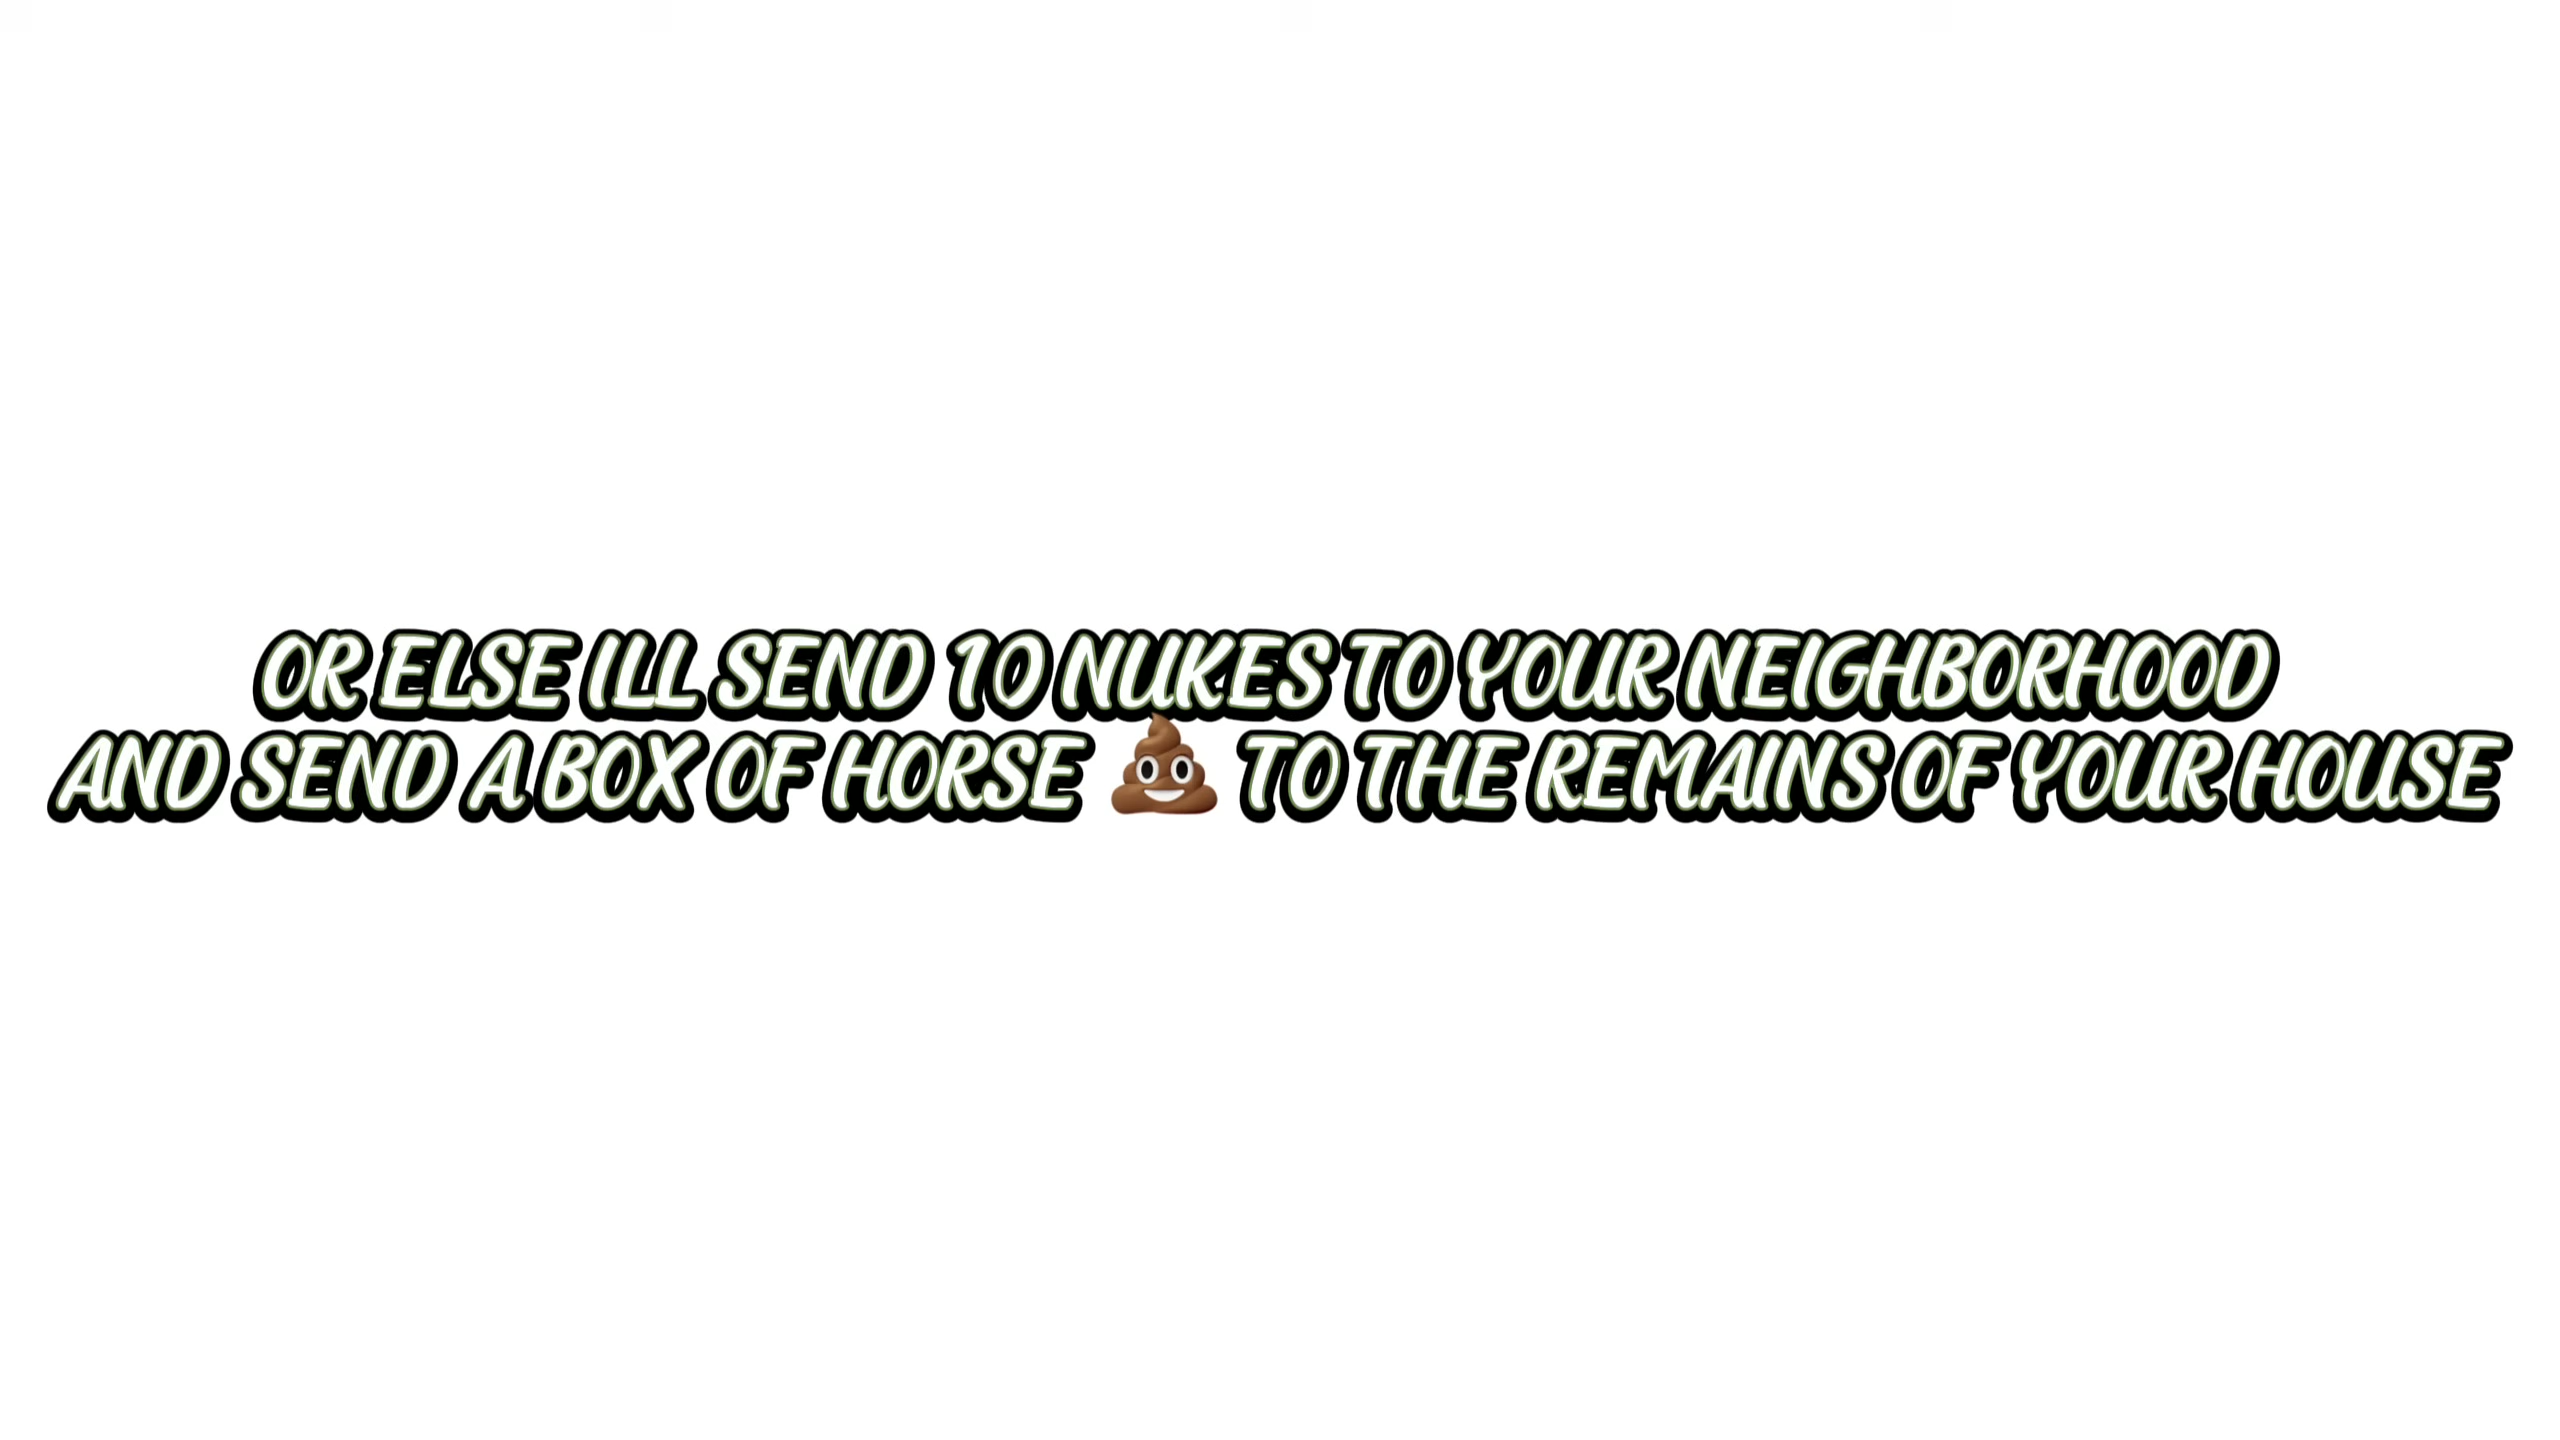 OR ELSE ILL SEND 10 NUKES TO YOUR NEIGHBORHOOD
AND SEND A BOX OF HORSE 💩 TO THE REMAINS OF YOUR HOUSE